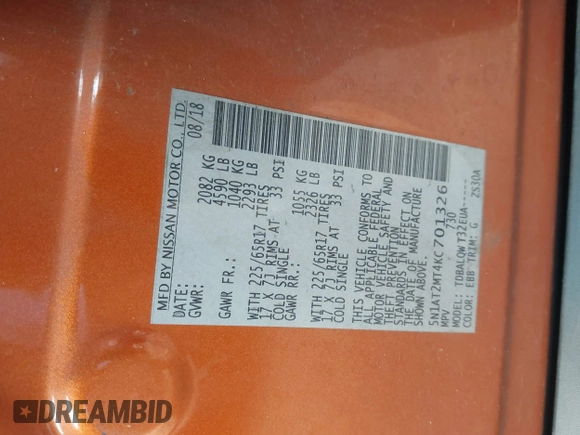 MFD BY NISSAN MOTOR CO., LTD.
DATE: 08/18
GVWR: 2082 KG
4590 LB
GAWR FR.: 1040 KG
2293 LB
WITH 225/65R17 TIRES
17 X 7J RIMS AT 33 PSI
COLD SINGLE
GAWR RR.: 1055 KG
2326 LB
WITH 225/65R17 TIRES
17 X 7J RIMS AT 33 PSI
COLD SINGLE
THIS VEHICLE CONFORMS TO
ALL APPLICABLE FEDERAL
MOTOR VEHICLE SAFETY AND
THEFT PREVENTION
STANDARDS IN EFFECT ON
THE DATE OF MANUFACTURE
SHOWN ABOVE.
5N1AT2MT4KC701326
MPV 730
MODEL: TDBALQW T32EUA------
COLOR: EBB TRIM: G 2S30A
DREAMBID